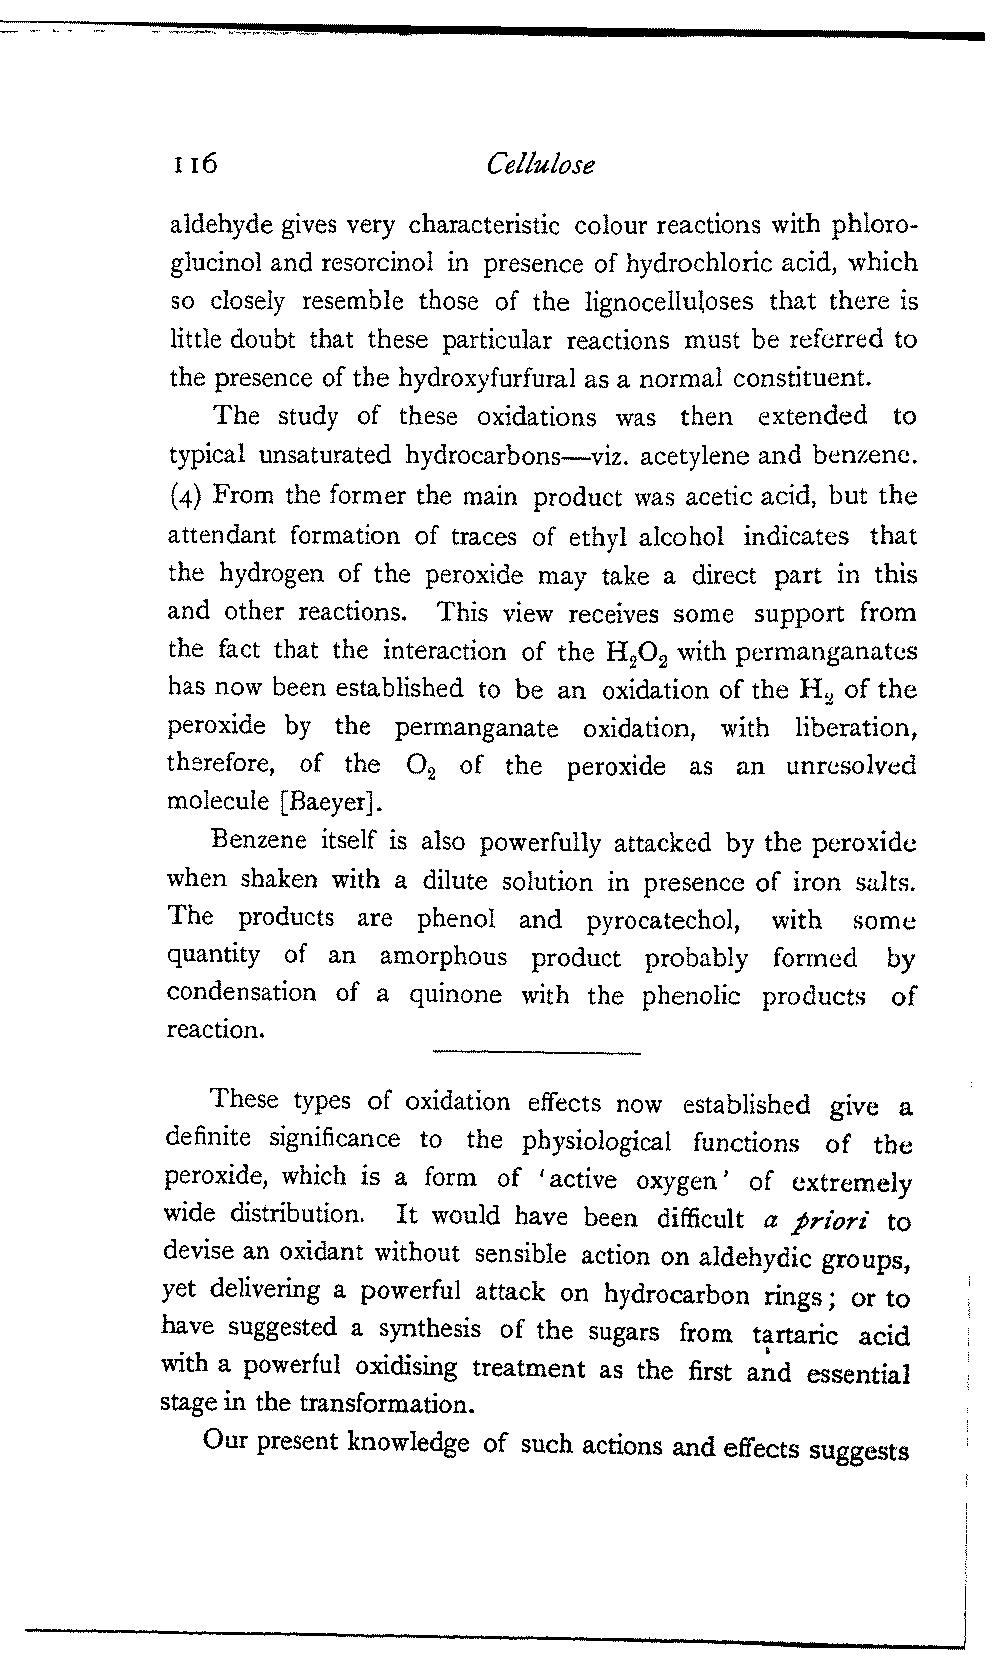 116 Cellulose
aldehyde gives very characteristic colour reactions with phloro-
glucinol and resorcinol in presence of hydrochloric acid, which
so closely resemble those of the lignocelluloses that there is
little doubt that these particular reactions must be referred to
the presence of the hydroxyfurfural as a normal constituent.
The study of these oxidations was then extended to
typical unsaturated hydrocarbons—viz. acetylene and benzene.
(4) From the former the main product was acetic acid, but the
attendant formation of traces of ethyl alcohol indicates that
the hydrogen of the peroxide may take a direct part in this
and other reactions. This view receives some support from
the fact that the interaction of the H₂O₂ with permanganates
has now been established to be an oxidation of the H₂ of the
peroxide by the permanganate oxidation, with liberation,
therefore, of the O₂ of the peroxide as an unresolved
molecule [Baeyer].
Benzene itself is also powerfully attacked by the peroxide
when shaken with a dilute solution in presence of iron salts.
The products are phenol and pyrocatechol, with some
quantity of an amorphous product probably formed by
condensation of a quinone with the phenolic products of
reaction.
These types of oxidation effects now established give a
definite significance to the physiological functions of the
peroxide, which is a form of ‘active oxygen’ of extremely
wide distribution. It would have been difficult a priori to
devise an oxidant without sensible action on aldehydic groups,
yet delivering a powerful attack on hydrocarbon rings; or to
have suggested a synthesis of the sugars from tartaric acid
with a powerful oxidising treatment as the first and essential
stage in the transformation.
Our present knowledge of such actions and effects suggests